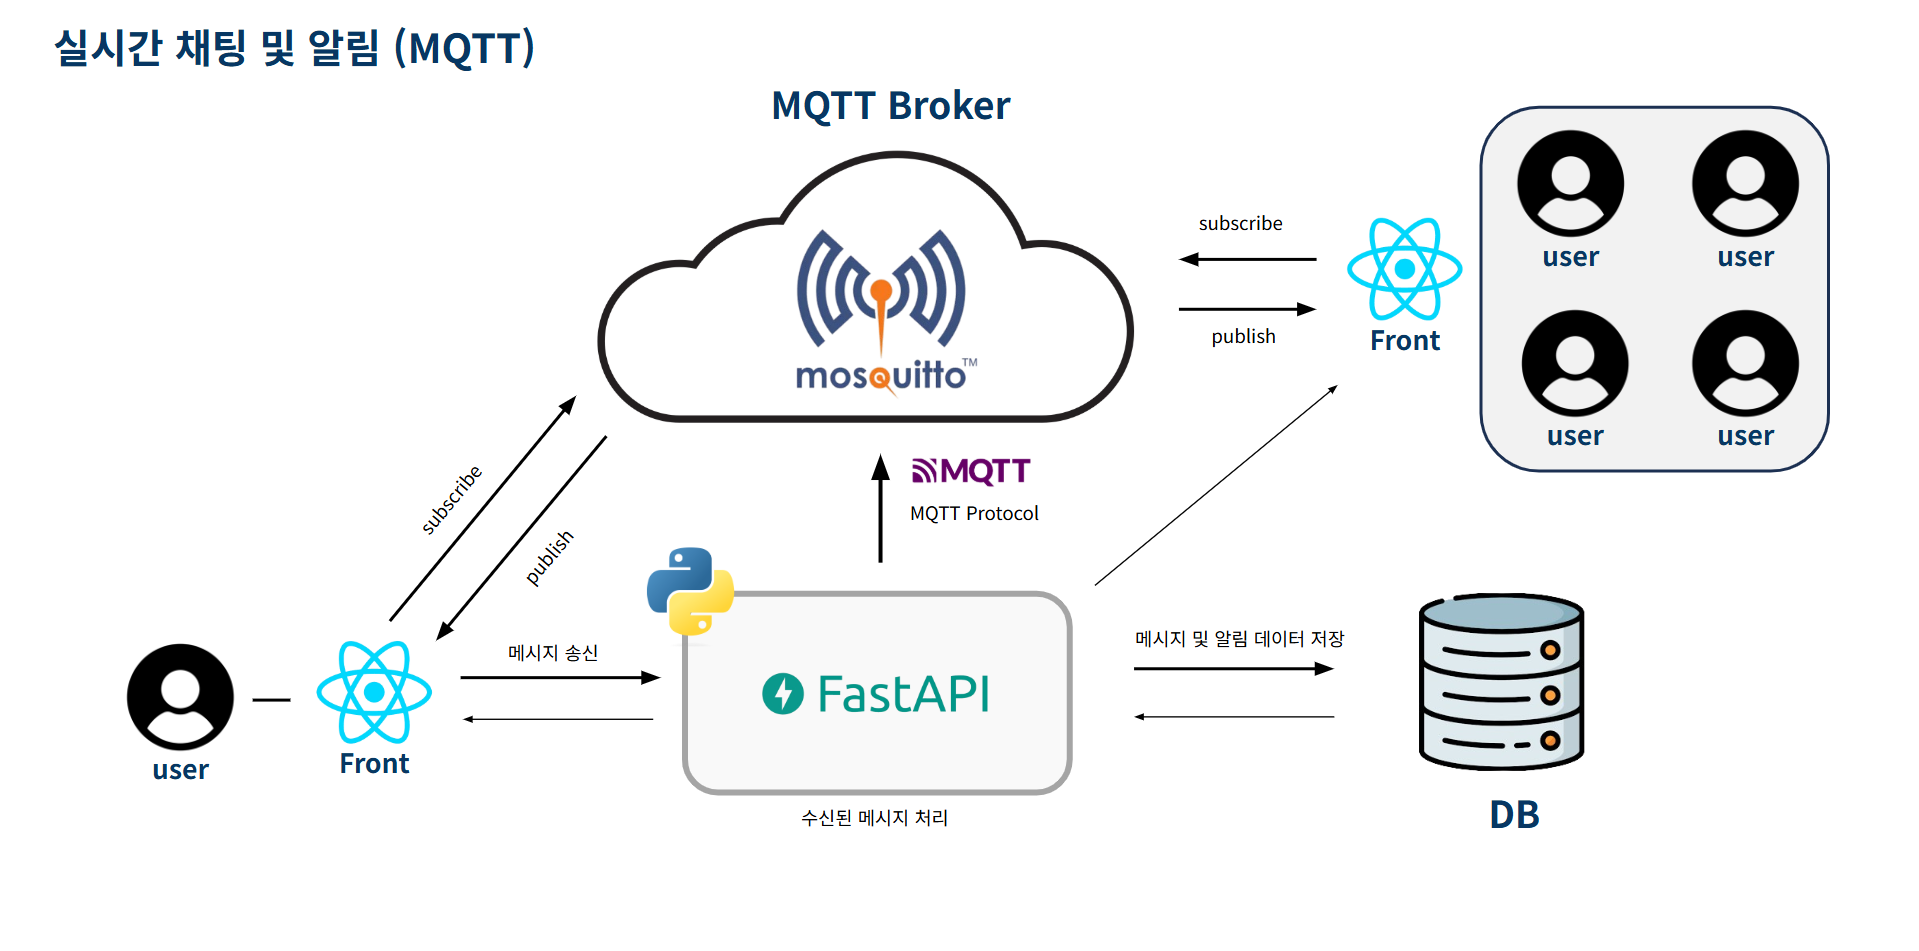 실시간 채팅 및 알림 (MQTT)
MQTT Broker
mosquitto™
subscribe
publish
Front
user
user
user
user
subscribe
publish
MQTT
MQTT Protocol
메시지 송신
FastAPI
메시지 및 알림 데이터 저장
user
Front
수신된 메시지 처리
DB